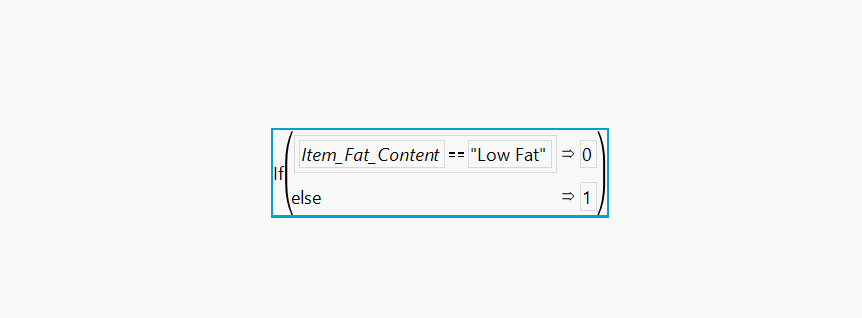 If Item_Fat_Content == "Low Fat" ⇒ 0
else ⇒ 1